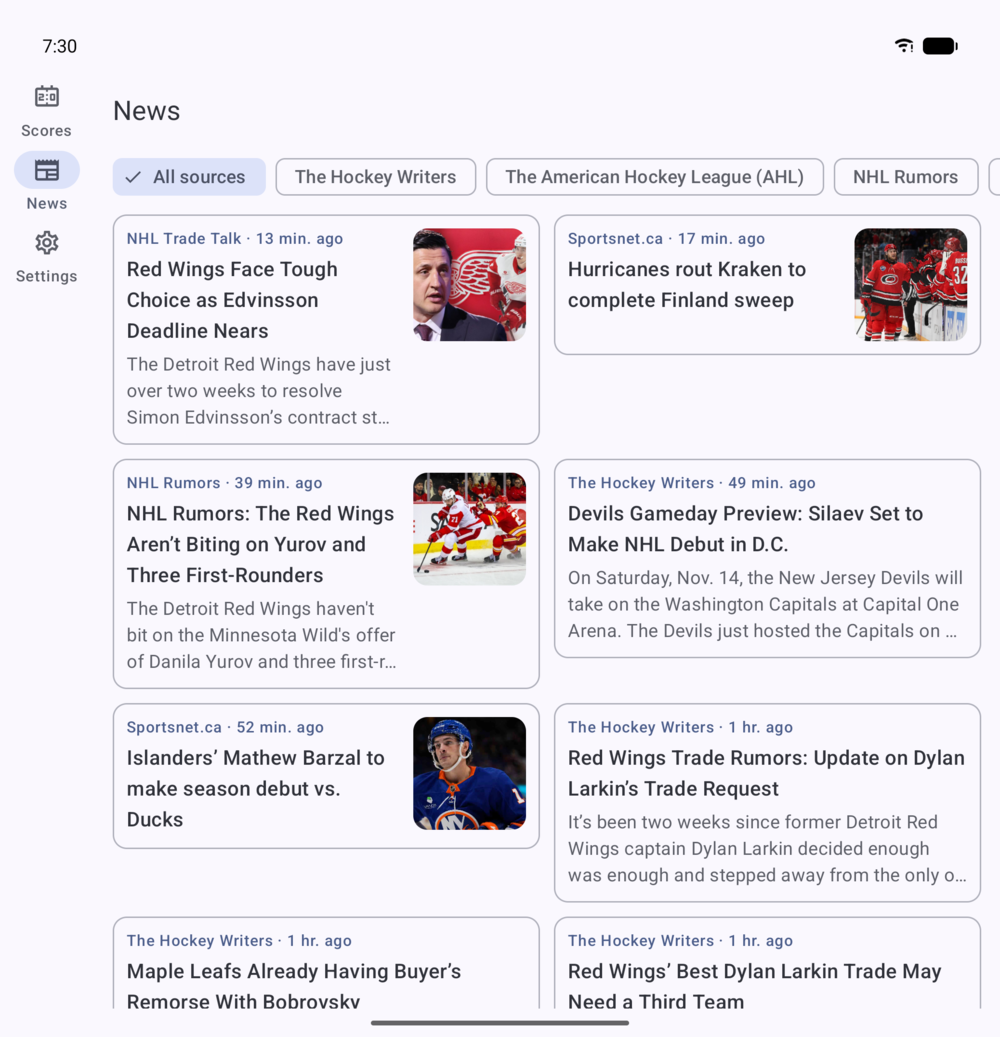 7:30
2:0
Scores
News
Settings
News
All sources
The Hockey Writers
The American Hockey League (AHL)
NHL Rumors
NHL Trade Talk · 13 min. ago
Red Wings Face Tough
Choice as Edvinsson
Deadline Nears
The Detroit Red Wings have just
over two weeks to resolve
Simon Edvinsson’s contract st…
Sportsnet.ca · 17 min. ago
Hurricanes rout Kraken to
complete Finland sweep
32
NHL Rumors · 39 min. ago
NHL Rumors: The Red Wings
Aren’t Biting on Yurov and
Three First-Rounders
The Detroit Red Wings haven't
bit on the Minnesota Wild's offer
of Danila Yurov and three first-r…
The Hockey Writers · 49 min. ago
Devils Gameday Preview: Silaev Set to
Make NHL Debut in D.C.
On Saturday, Nov. 14, the New Jersey Devils will
take on the Washington Capitals at Capital One
Arena. The Devils just hosted the Capitals on …
Sportsnet.ca · 52 min. ago
Islanders’ Mathew Barzal to
make season debut vs.
Ducks
The Hockey Writers · 1 hr. ago
Red Wings Trade Rumors: Update on Dylan
Larkin’s Trade Request
It’s been two weeks since former Detroit Red
Wings captain Dylan Larkin decided enough
was enough and stepped away from the only o…
The Hockey Writers · 1 hr. ago
Maple Leafs Already Having Buyer’s
Remorse With Bobrovsky
The Hockey Writers · 1 hr. ago
Red Wings’ Best Dylan Larkin Trade May
Need a Third Team